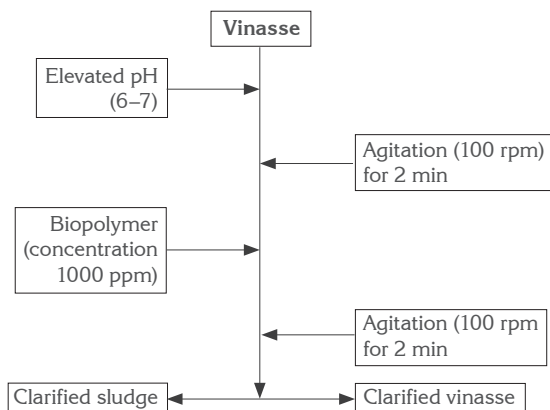 Vinasse
Elevated pH
(6–7)
Agitation (100 rpm)
for 2 min
Biopolymer
(concentration
1000 ppm)
Agitation (100 rpm
for 2 min
Clarified sludge
Clarified vinasse